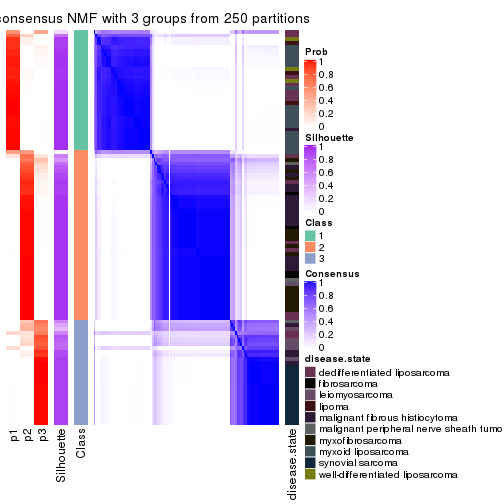 consensus NMF with 3 groups from 250 partitions
Prob
1
0.8
0.6
0.4
0.2
0
Silhouette
1
0.8
0.6
0.4
0.2
0
Class
1
2
3
Consensus
1
0.8
0.6
0.4
0.2
0
disease.state
dedifferentiated liposarcoma
fibrosarcoma
leiomyosarcoma
lipoma
malignant fibrous histiocytoma
malignant peripheral nerve sheath tumo
myxofibrosarcoma
myxoid liposarcoma
synovial sarcoma
well-differentiated liposarcoma
p1
p2
p3
Silhouette
Class
disease.state